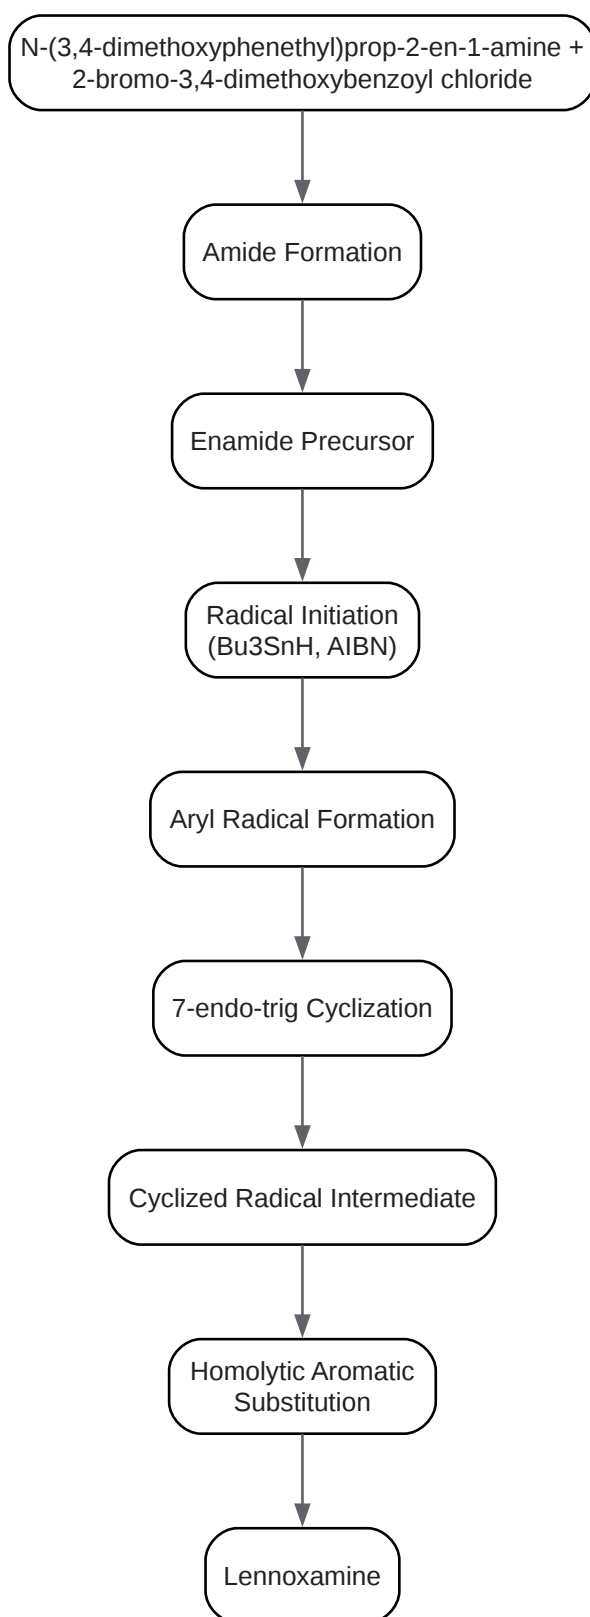 N-(3,4-dimethoxyphenethyl)prop-2-en-1-amine +
2-bromo-3,4-dimethoxybenzoyl chloride
Amide Formation
Enamide Precursor
Radical Initiation
(Bu3SnH, AIBN)
Aryl Radical Formation
7-endo-trig Cyclization
Cyclized Radical Intermediate
Homolytic Aromatic
Substitution
Lennoxamine